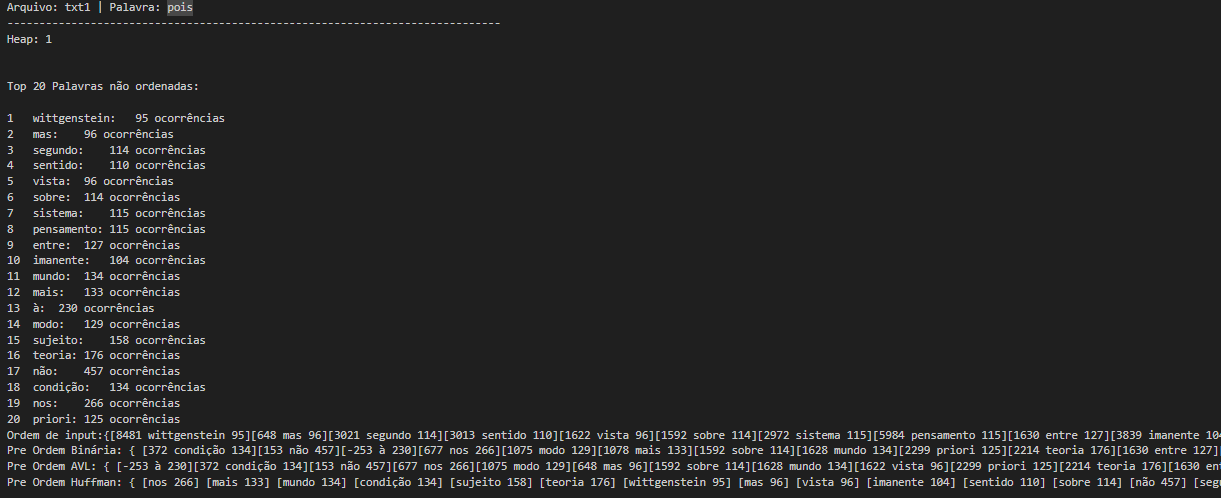 Arquivo: txt1 | Palavra: pois
-----------------------------------------------------------------------------
Heap: 1
Top 20 Palavras não ordenadas:
1 wittgenstein: 95 ocorrências
2 mas: 96 ocorrências
3 segundo: 114 ocorrências
4 sentido: 110 ocorrências
5 vista: 96 ocorrências
6 sobre: 114 ocorrências
7 sistema: 115 ocorrências
8 pensamento: 115 ocorrências
9 entre: 127 ocorrências
10 imanente: 104 ocorrências
11 mundo: 134 ocorrências
12 mais: 133 ocorrências
13 à: 230 ocorrências
14 modo: 129 ocorrências
15 sujeito: 158 ocorrências
16 teoria: 176 ocorrências
17 não: 457 ocorrências
18 condição: 134 ocorrências
19 nos: 266 ocorrências
20 priori: 125 ocorrências
Ordem de input:{[8481 wittgenstein 95][648 mas 96][3021 segundo 114][3013 sentido 110][1622 vista 96][1592 sobre 114][2972 sistema 115][5984 pensamento 115][1630 entre 127][3839 imanente 104
Pre Ordem Binária: { [372 condição 134][153 não 457][-253 à 230][677 nos 266][1075 modo 129][1078 mais 133][1592 sobre 114][1628 mundo 134][2299 priori 125][2214 teoria 176][1630 entre 127]
Pre Ordem AVL: { [-253 à 230][372 condição 134][153 não 457][677 nos 266][1075 modo 129][648 mas 96][1592 sobre 114][1628 mundo 134][1622 vista 96][2299 priori 125][2214 teoria 176][1630 ent
Pre Ordem Huffman: { [nos 266] [mais 133] [mundo 134] [condição 134] [sujeito 158] [teoria 176] [wittgenstein 95] [mas 96] [vista 96] [imanente 104] [sentido 110] [sobre 114] [não 457] [seg